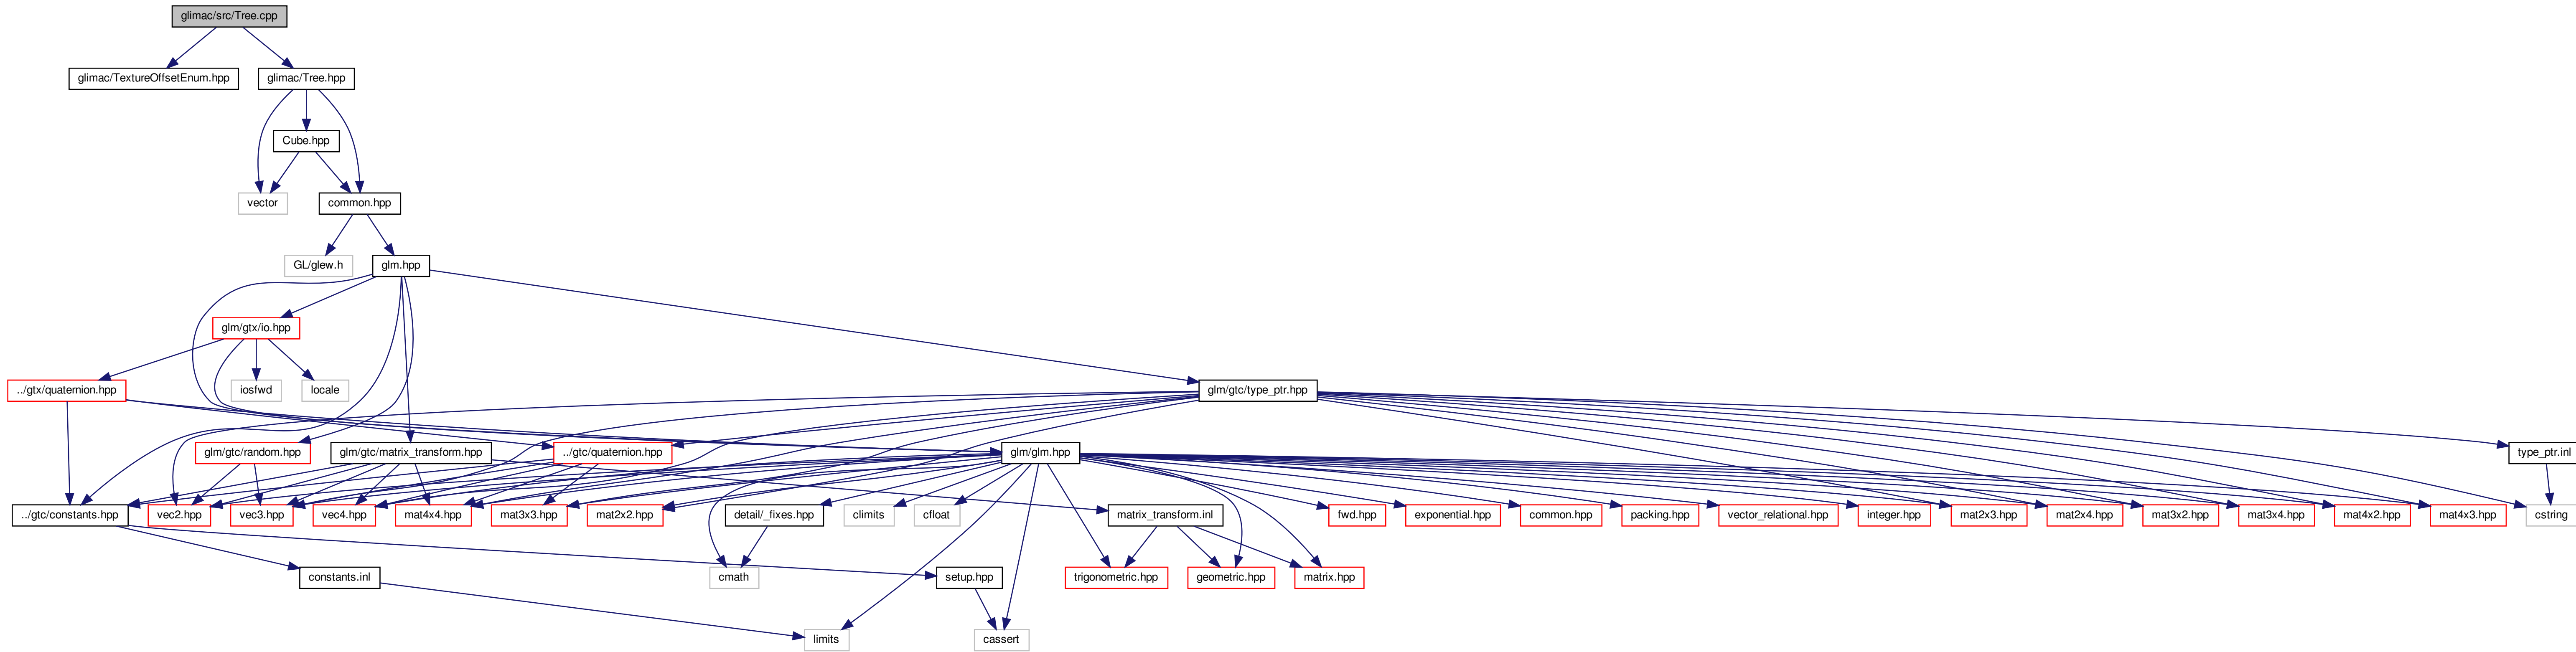 glimac/src/Tree.cpp
glimac/TextureOffsetEnum.hpp
glimac/Tree.hpp
Cube.hpp
vector
common.hpp
GL/glew.h
glm.hpp
glm/gtx/io.hpp
../gtx/quaternion.hpp
iosfwd
locale
glm/gtc/type_ptr.hpp
glm/gtc/random.hpp
glm/gtc/matrix_transform.hpp
../gtc/quaternion.hpp
glm/glm.hpp
type_ptr.inl
../gtc/constants.hpp
vec2.hpp
vec3.hpp
vec4.hpp
mat4x4.hpp
mat3x3.hpp
mat2x2.hpp
detail/_fixes.hpp
climits
cfloat
matrix_transform.inl
fwd.hpp
exponential.hpp
common.hpp
packing.hpp
vector_relational.hpp
integer.hpp
mat2x3.hpp
mat2x4.hpp
mat3x2.hpp
mat3x4.hpp
mat4x2.hpp
mat4x3.hpp
cstring
constants.inl
cmath
setup.hpp
trigonometric.hpp
geometric.hpp
matrix.hpp
limits
cassert